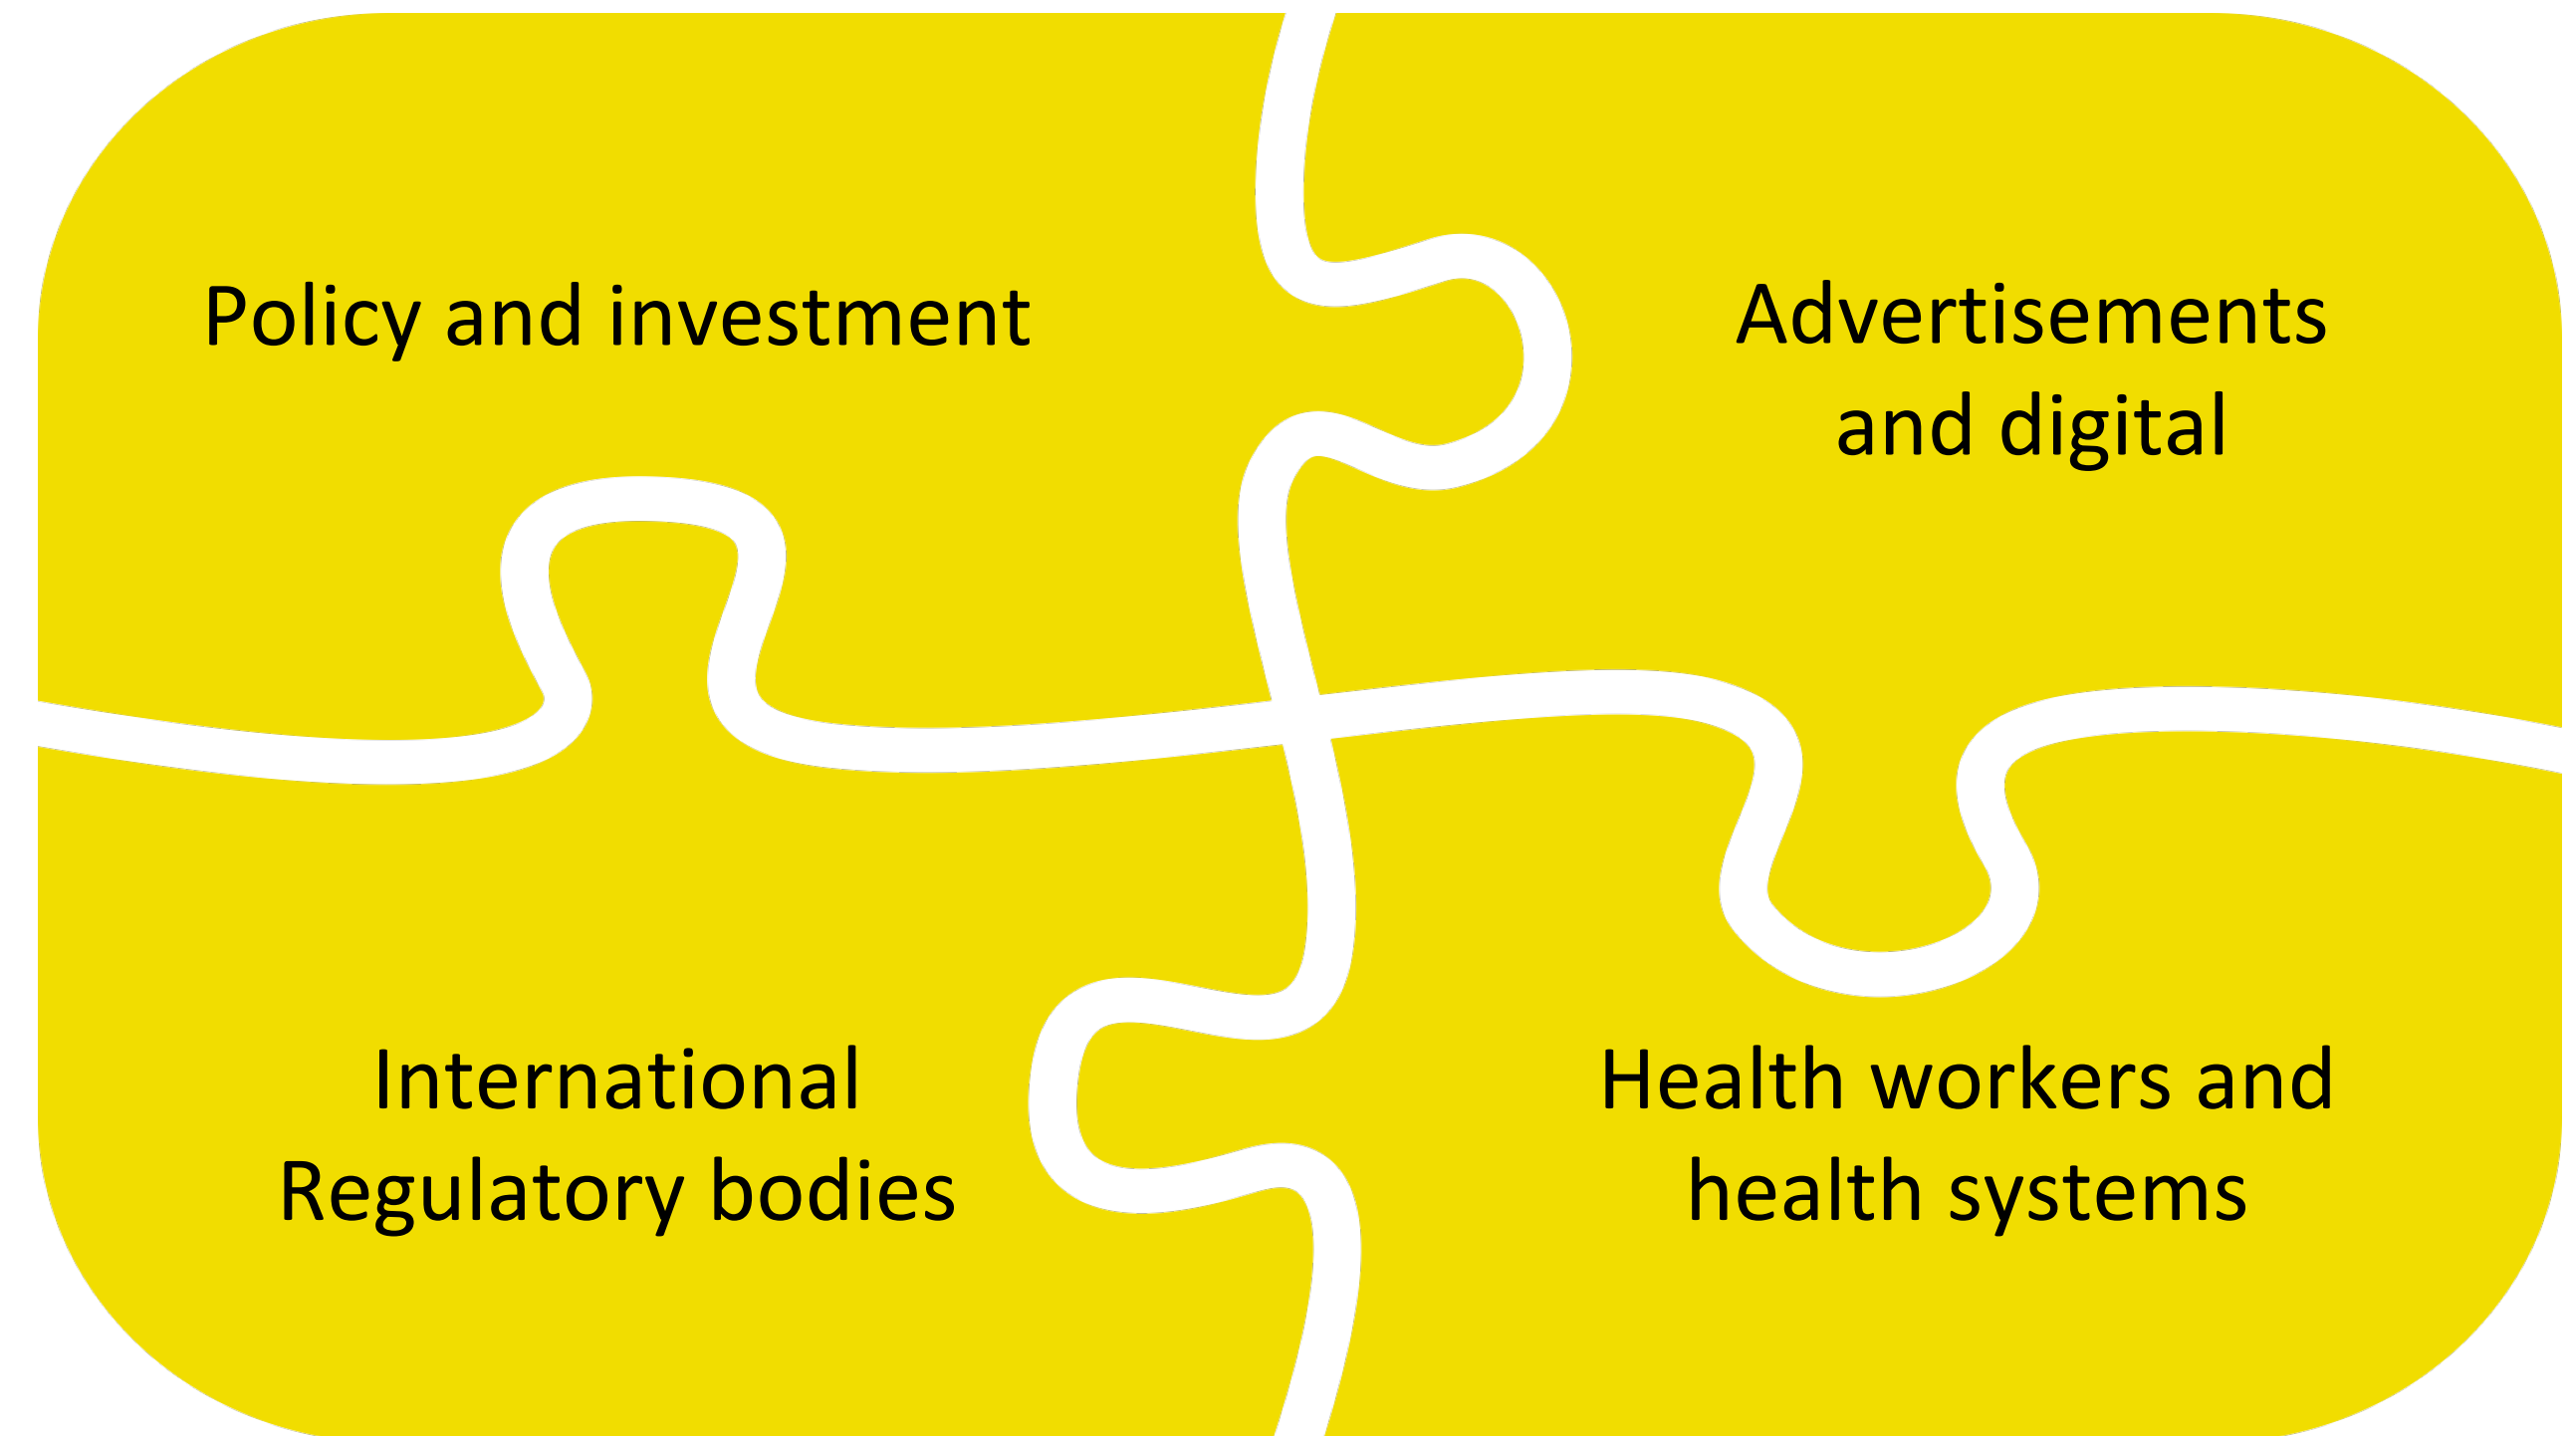 Policy and investment
Advertisements
and digital
International
Regulatory bodies
Health workers and
health systems